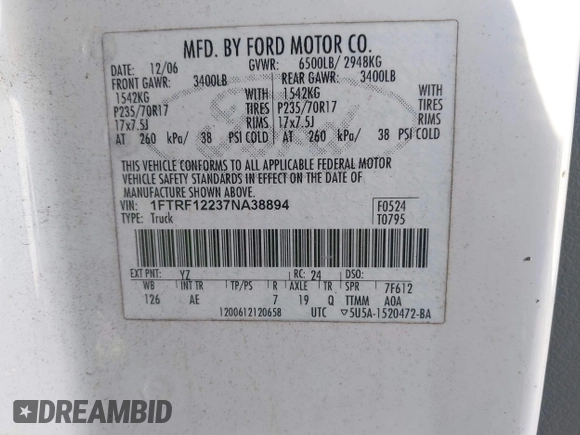 MFD. BY FORD MOTOR CO.
DATE: 12/06 GVWR: 6500LB/ 2948KG
FRONT GAWR: 3400LB REAR GAWR: 3400LB
1542KG WITH 1542KG WITH
P235/70R17 TIRES P235/70R17 TIRES
17x7.5J RIMS 17x7.5J RIMS
AT 260 kPa/ 38 PSI COLD AT 260 kPa/ 38 PSI COLD
THIS VEHICLE CONFORMS TO ALL APPLICABLE FEDERAL MOTOR
VEHICLE SAFETY STANDARDS IN EFFECT ON THE DATE OF
MANUFACTURE SHOWN ABOVE.
VIN: 1FTRF12237NA38894 F0524
TYPE: Truck T0795
EXT PNT: YZ RC: 24 DSO:
WB INT TR TP/PS R AXLE TR SPR 7F612
126 AE 7 19 Q TTMM AOA
1200612120658 UTC ▽5U5A-1520472-BA
DREAMBID